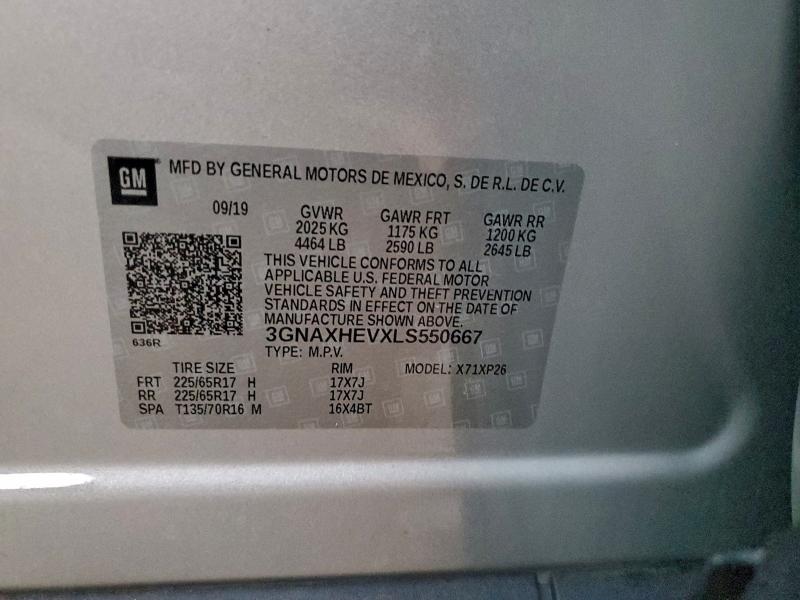 GM
MFD BY GENERAL MOTORS DE MEXICO, S. DE R.L. DE C.V.
09/19 GVWR GAWR FRT GAWR RR
2025 KG 1175 KG 1200 KG
4464 LB 2590 LB 2645 LB
THIS VEHICLE CONFORMS TO ALL
APPLICABLE U.S. FEDERAL MOTOR
VEHICLE SAFETY AND THEFT PREVENTION
STANDARDS IN EFFECT ON THE DATE OF
MANUFACTURE SHOWN ABOVE.
636R
3GNAXHEVXLS550667
TYPE: M.P.V. MODEL: X71XP26
TIRE SIZE RIM
FRT 225/65R17 H 17X7J
RR 225/65R17 H 17X7J
SPA T135/70R16 M 16X4BT